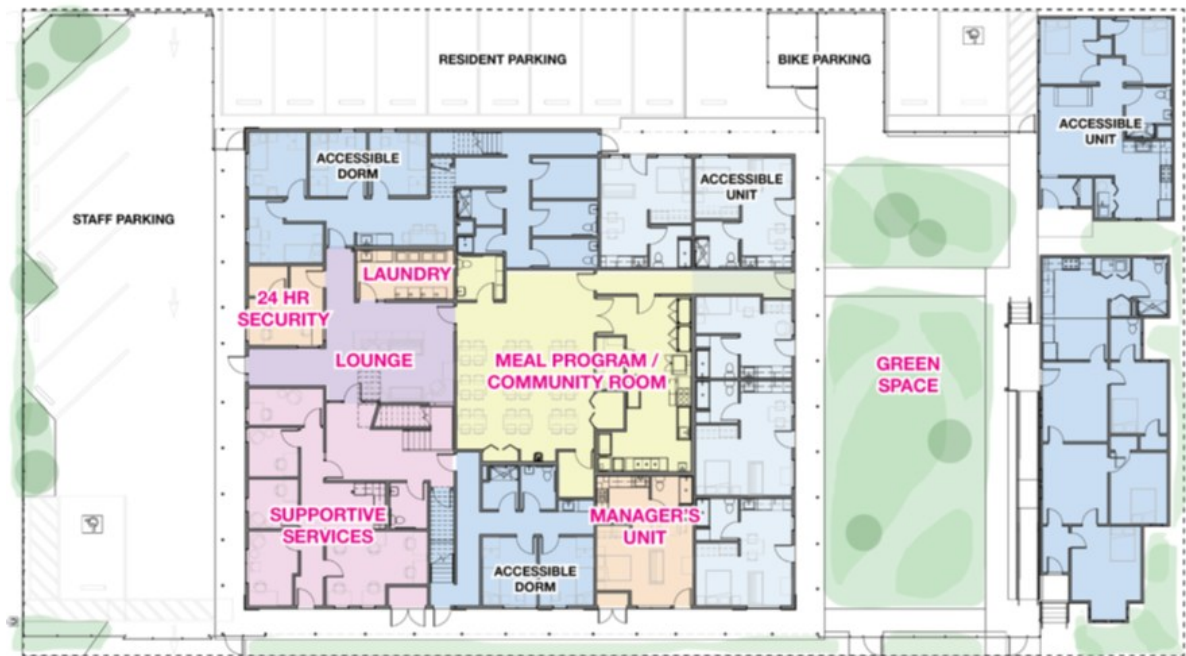 RESIDENT PARKING
BIKE PARKING
ACCESSIBLE
UNIT
ACCESSIBLE
DORM
ACCESSIBLE
UNIT
STAFF PARKING
LAUNDRY
24 HR
SECURITY
LOUNGE
MEAL PROGRAM /
COMMUNITY ROOM
GREEN
SPACE
SUPPORTIVE
SERVICES
MANAGER'S
UNIT
ACCESSIBLE
DORM